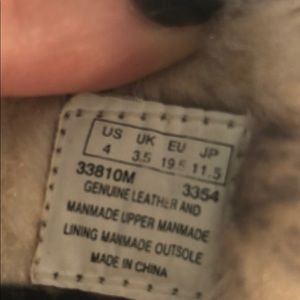 US UK EU JP
4 3.5 19.5 11.5
33810M 3354
GENUINE LEATHER AND
MANMADE UPPER MANMADE
LINING MANMADE OUTSOLE
MADE IN CHINA